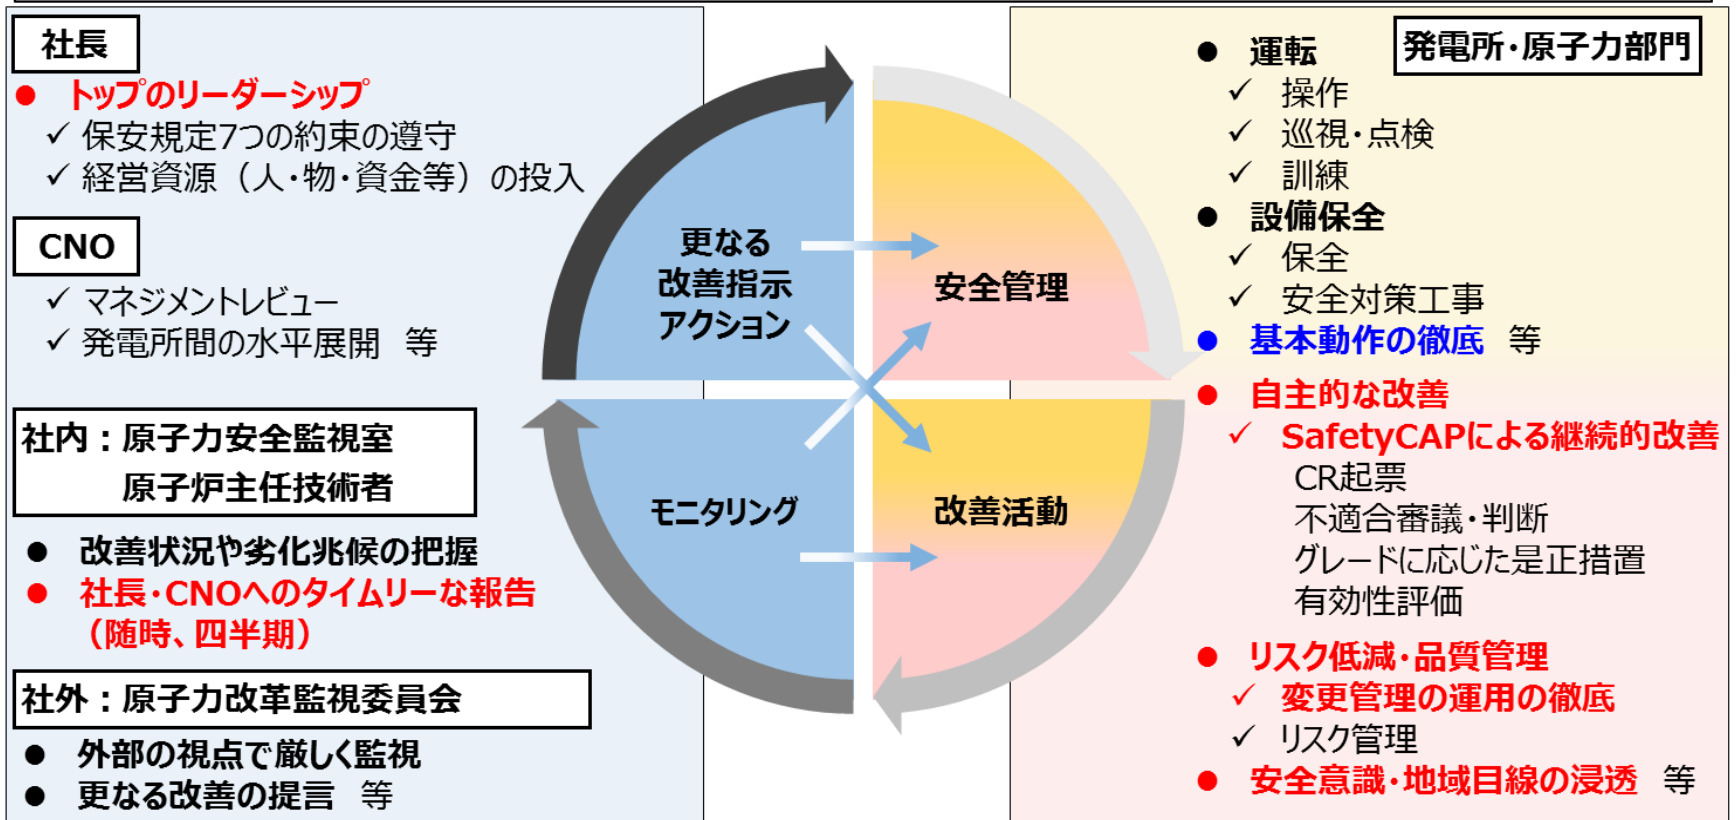 社長
● トップのリーダーシップ
✓ 保安規定7つの約束の遵守
✓ 経営資源（人・物・資金等）の投入
CNO
✓ マネジメントレビュー
✓ 発電所間の水平展開 等
社内：原子力安全監視室
原子炉主任技術者
● 改善状況や劣化兆候の把握
● 社長・CNOへのタイムリーな報告
（随時、四半期）
社外：原子力改革監視委員会
● 外部の視点で厳しく監視
● 更なる改善の提言 等
更なる
改善指示
アクション
安全管理
モニタリング
改善活動
発電所・原子力部門
● 運転
✓ 操作
✓ 巡視・点検
✓ 訓練
● 設備保全
✓ 保全
✓ 安全対策工事
● 基本動作の徹底 等
● 自主的な改善
✓ SafetyCAPによる継続的改善
CR起票
不適合審議・判断
グレードに応じた是正措置
有効性評価
● リスク低減・品質管理
✓ 変更管理の運用の徹底
✓ リスク管理
● 安全意識・地域目線の浸透 等